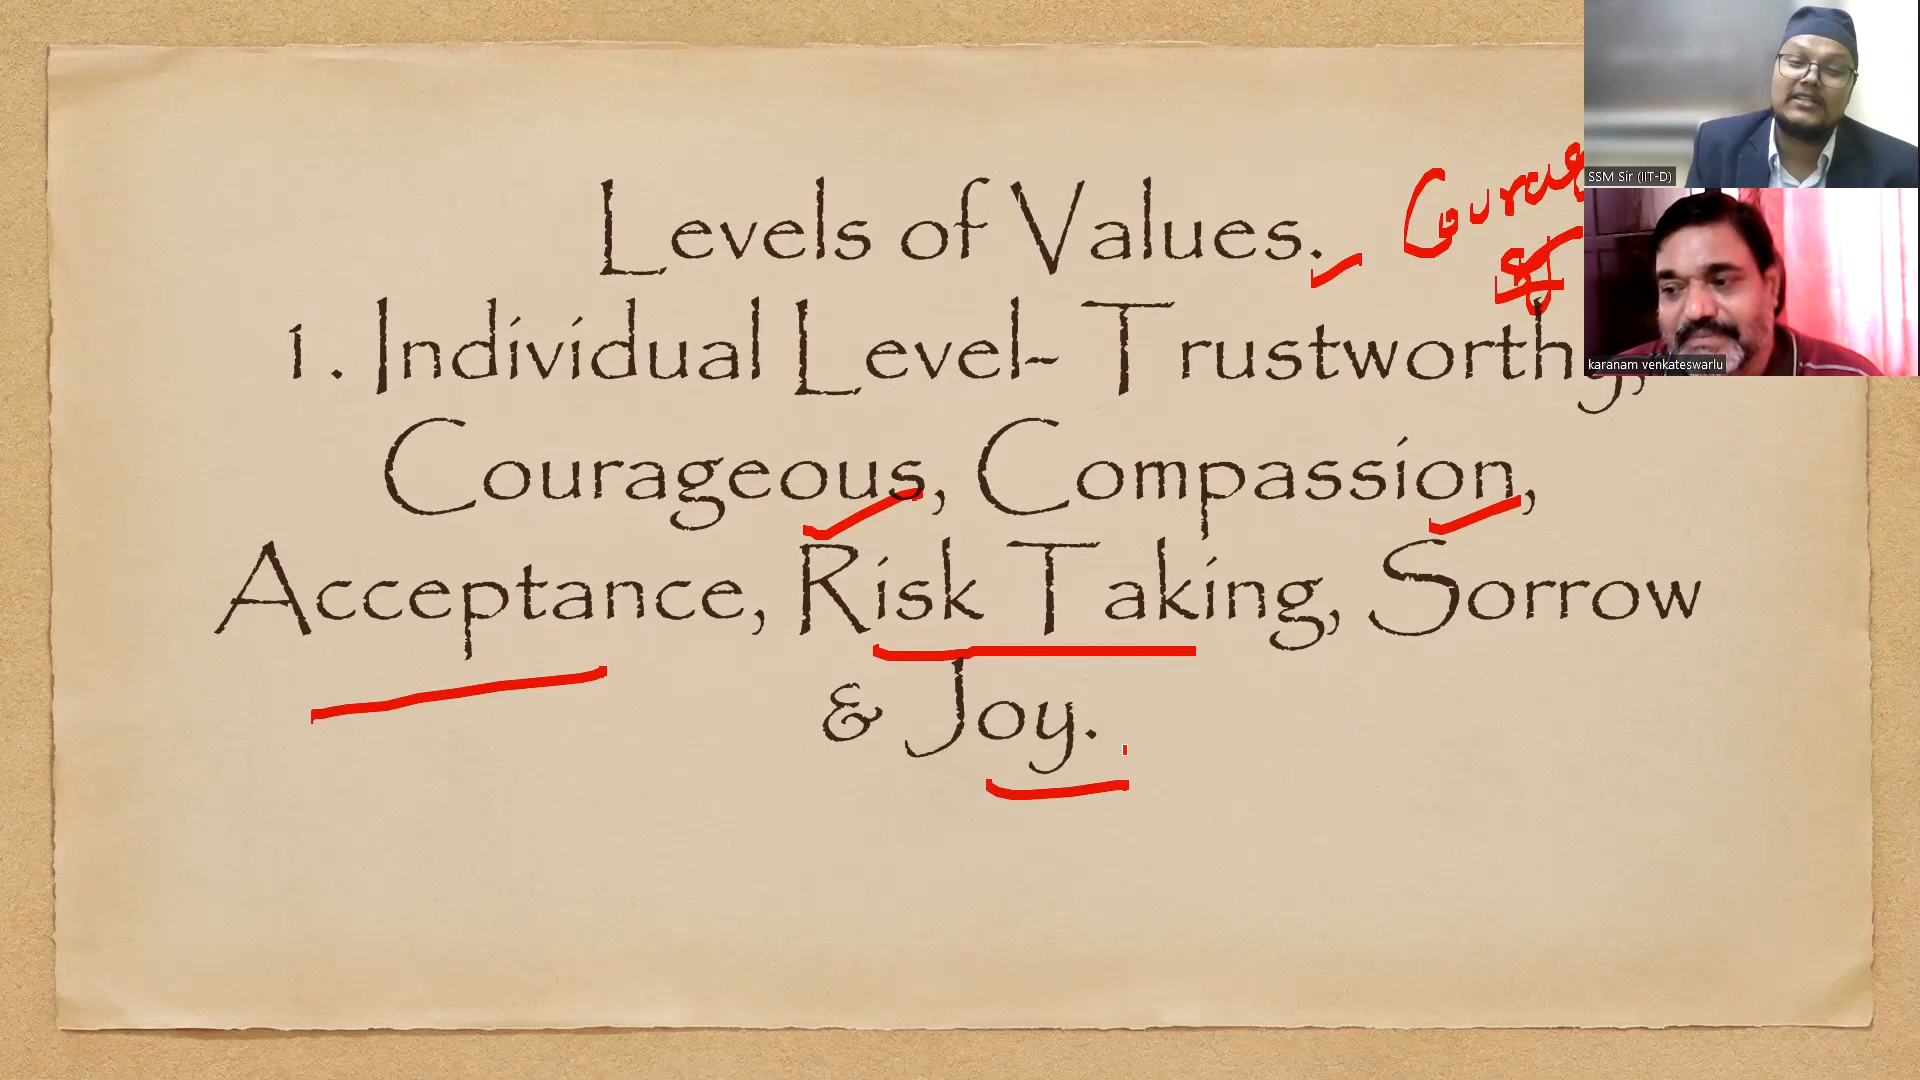 Levels of Values.
1. Individual Level- Trustworthy,
Courageous, Compassion,
Acceptance, Risk Taking, Sorrow
& Joy.
SSM Sir (IIT-D)
karanam venkateswarlu